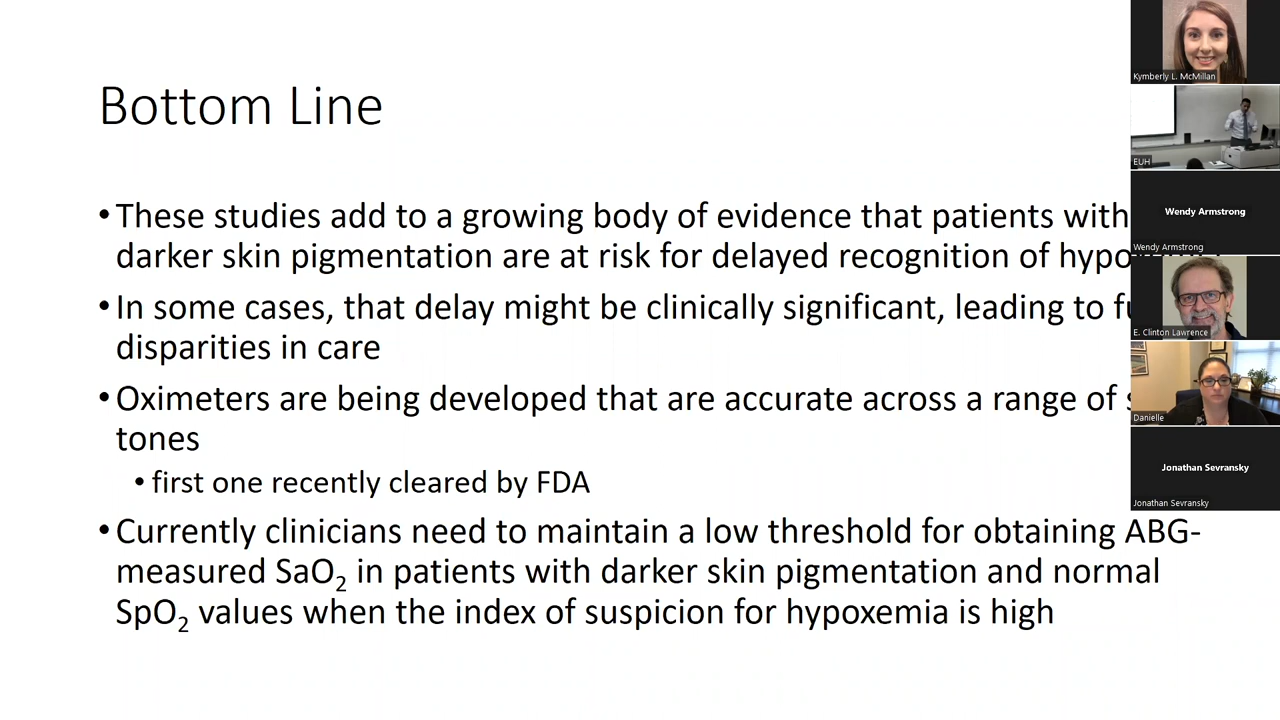 Bottom Line
•These studies add to a growing body of evidence that patients with
darker skin pigmentation are at risk for delayed recognition of
•In some cases, that delay might be clinically significant, leading to
disparities in care
•Oximeters are being developed that are accurate across a range of
tones
•first one recently cleared by FDA
•Currently clinicians need to maintain a low threshold for obtaining ABG-
measured SaO₂ in patients with darker skin pigmentation and normal
SpO₂ values when the index of suspicion for hypoxemia is high
Kymberly L. McMillan
EUH
Wendy Armstrong
Wendy Armstrong
E. Clinton Lawrence
Danielle
Jonathan Sevransky
Jonathan Sevransky